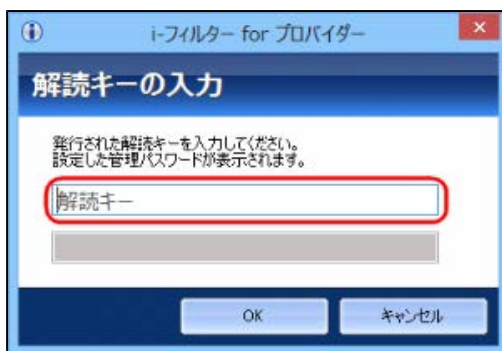 i-フィルター for プロバイダー
解読キーの入力
発行された解読キーを入力してください。
設定した管理パスワードが表示されます。
解読キー
OK
キャンセル